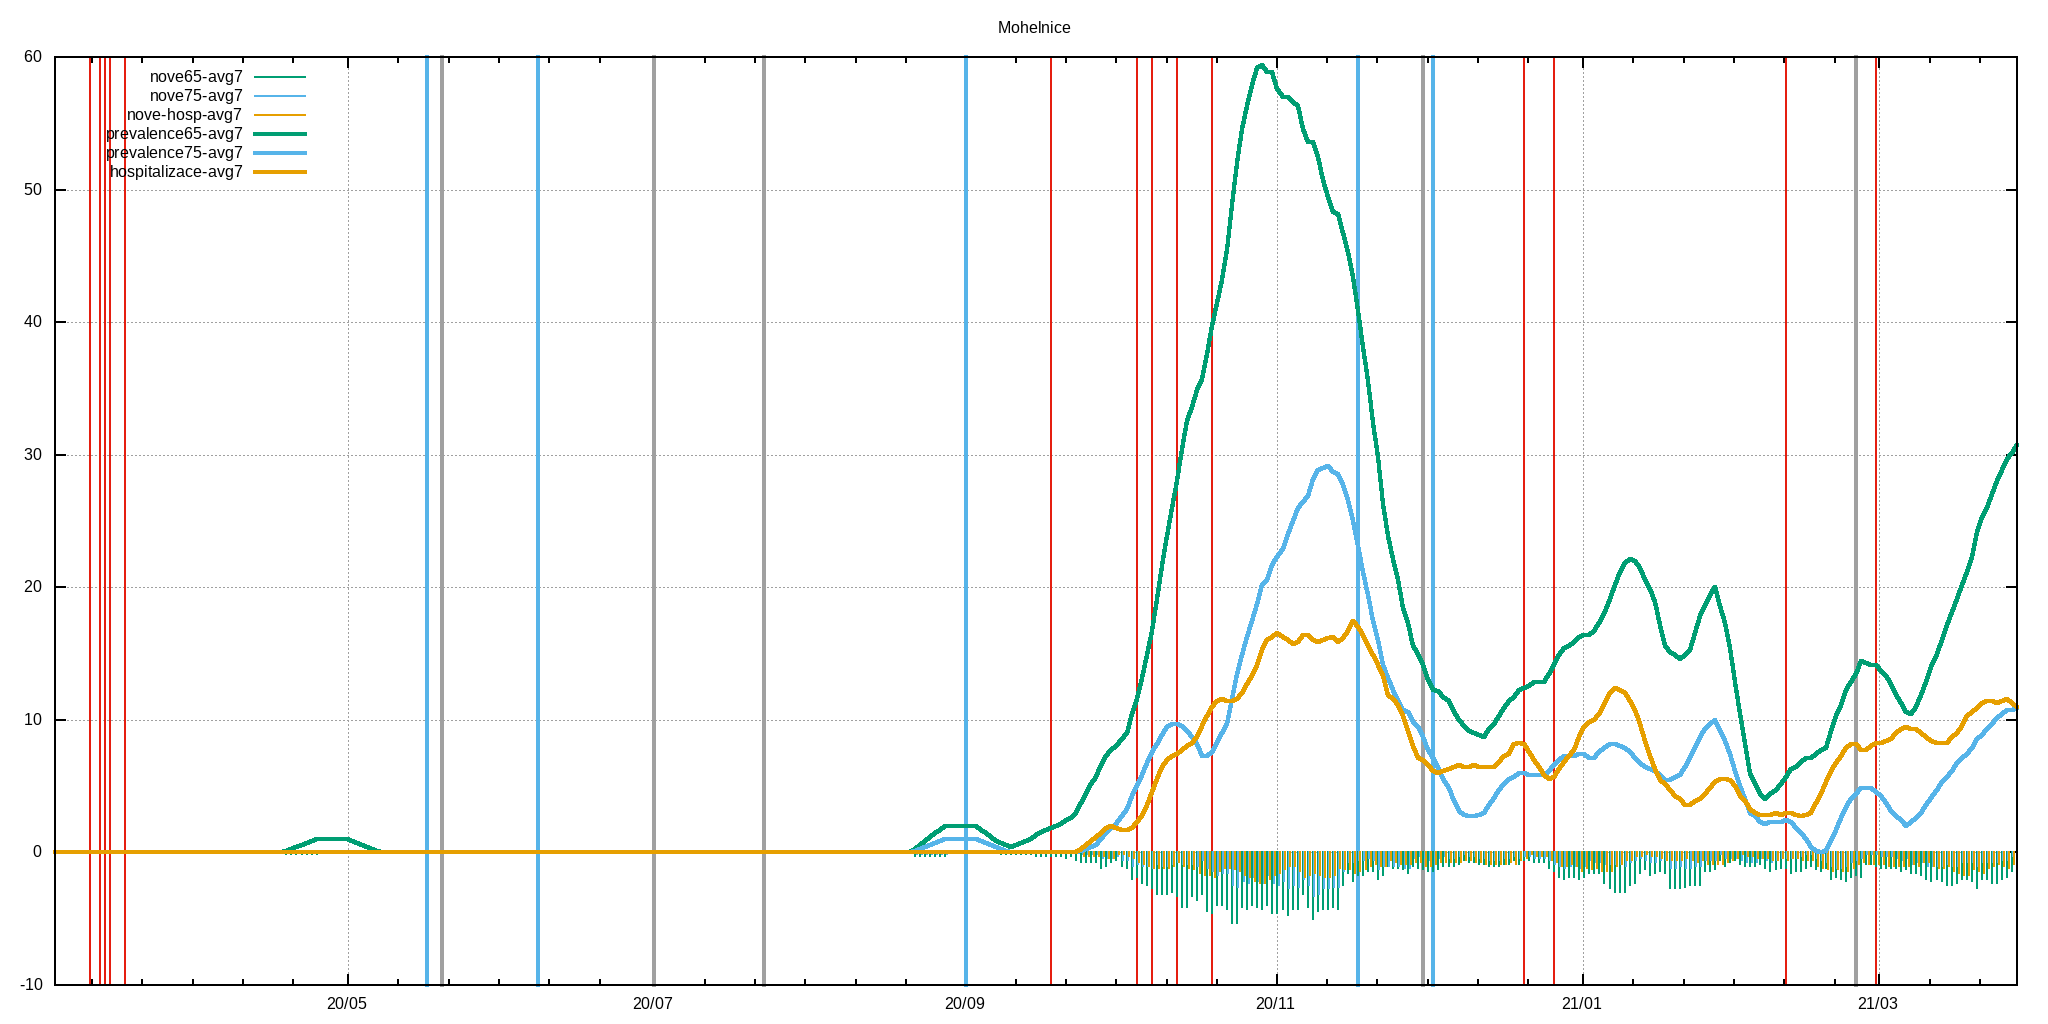 Mohelnice
60
50
40
30
20
10
0
-10
nove65-avg7
nove75-avg7
nove-hosp-avg7
prevalence65-avg7
prevalence75-avg7
hospitalizace-avg7
20/05
20/07
20/09
20/11
21/01
21/03